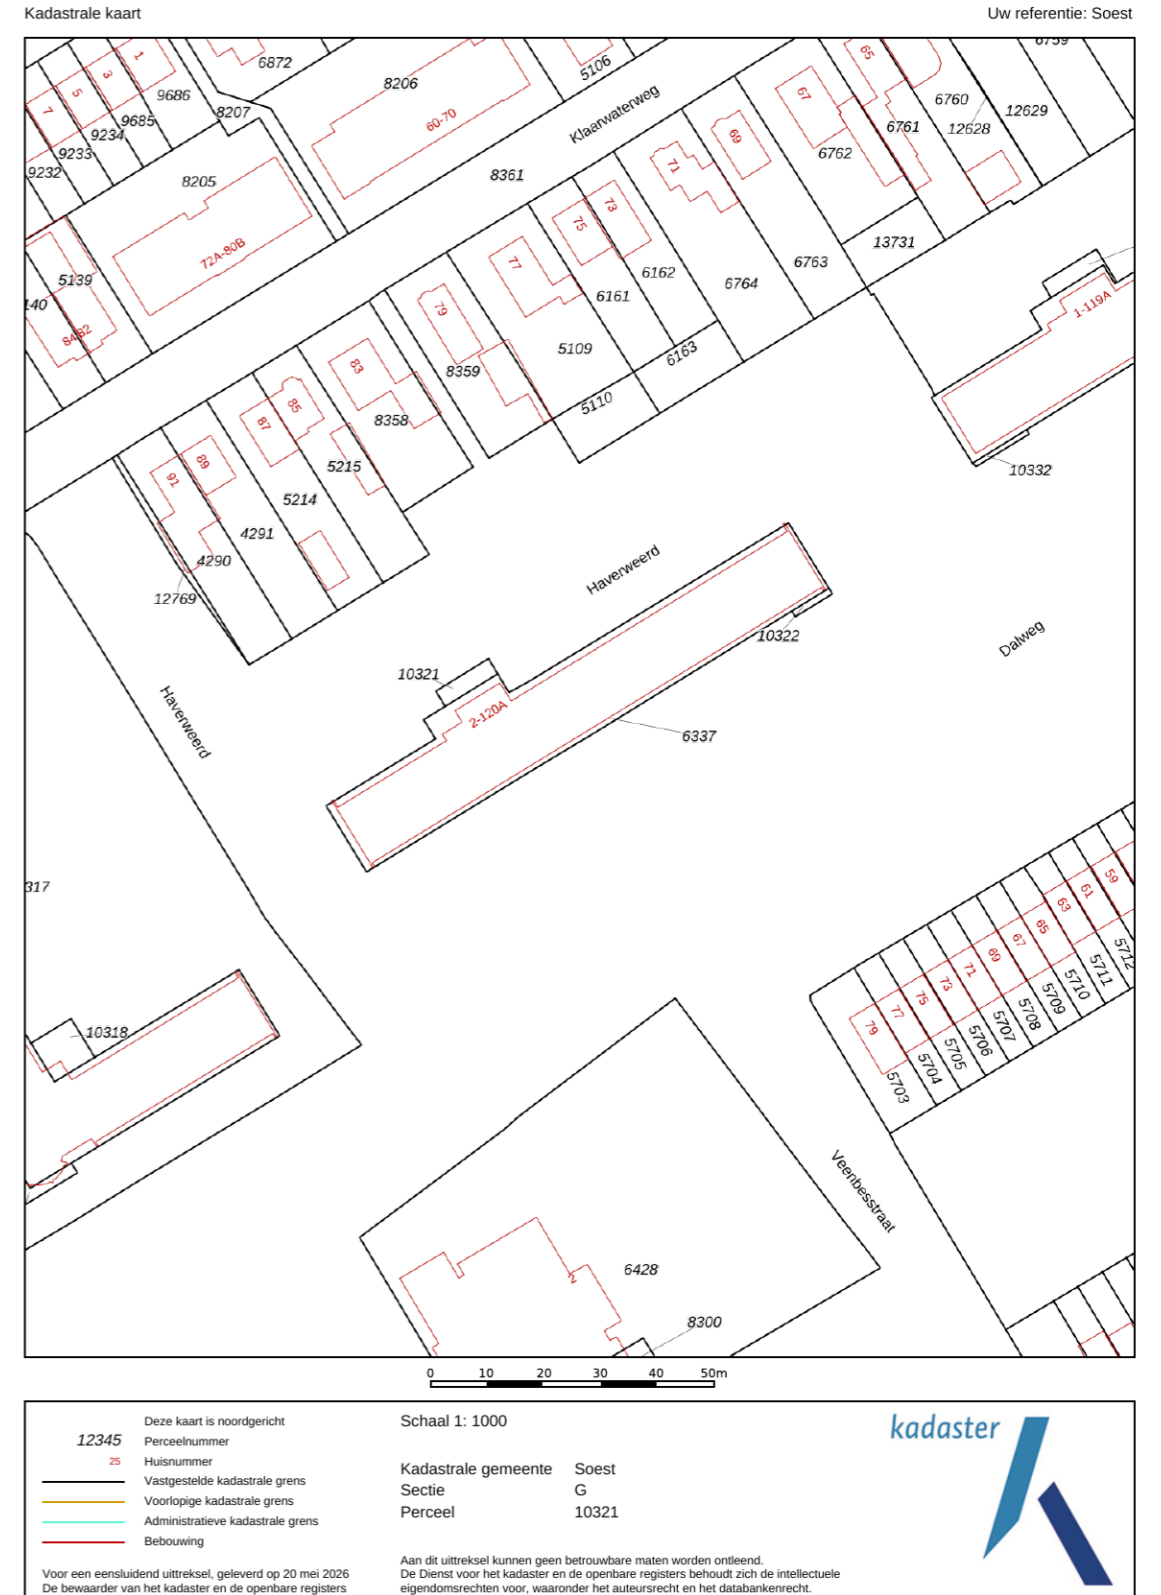 Kadastrale kaart
Uw referentie: Soest
6872
8206
5106
6759
65
1
3
5
7
9686
9685
9234
9233
9232
8207
60-70
Klaarwaterweg
67
6760
12629
12628
6761
6762
69
71
8205
8361
72A-80B
73
75
13731
5139
77
6162
6763
6764
6161
1-119A
84-82
79
5109
6163
83
8359
5110
85
87
8358
5215
10332
89
91
5214
4291
4290
12769
Haverweerd
10322
Dalweg
10321
2-120A
Haverweerd
6337
59
61
63
65
67
69
71
73
75
77
79
5712
5711
5710
5709
5708
5707
5706
5705
5704
5703
10318
Veenbesstraat
6428
2
8300
0 10 20 30 40 50m
Deze kaart is noordgericht
12345 Perceelnummer
25 Huisnummer
Vastgestelde kadastrale grens
Voorlopige kadastrale grens
Administratieve kadastrale grens
Bebouwing
Voor een eensluidend uittreksel, geleverd op 20 mei 2026
De bewaarder van het kadaster en de openbare registers
Schaal 1: 1000
Kadastrale gemeente Soest
Sectie G
Perceel 10321
Aan dit uittreksel kunnen geen betrouwbare maten worden ontleend.
De Dienst voor het kadaster en de openbare registers behoudt zich de intellectuele
eigendomsrechten voor, waaronder het auteursrecht en het databankenrecht.
kadaster